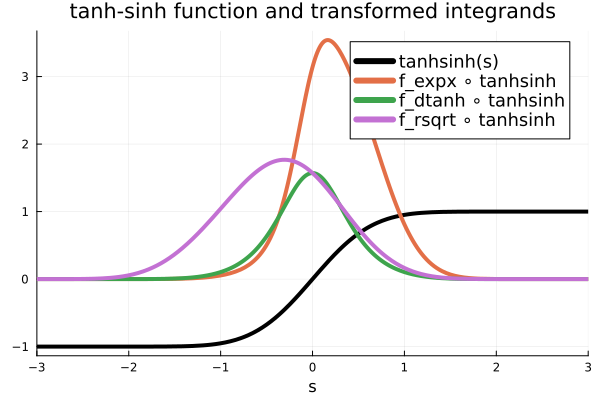 tanh-sinh function and transformed integrands
tanhsinh(s)
f_expx ∘ tanhsinh
f_dtanh ∘ tanhsinh
f_rsqrt ∘ tanhsinh
3
2
1
0
−1
−3 −2 −1 0 1 2 3
s